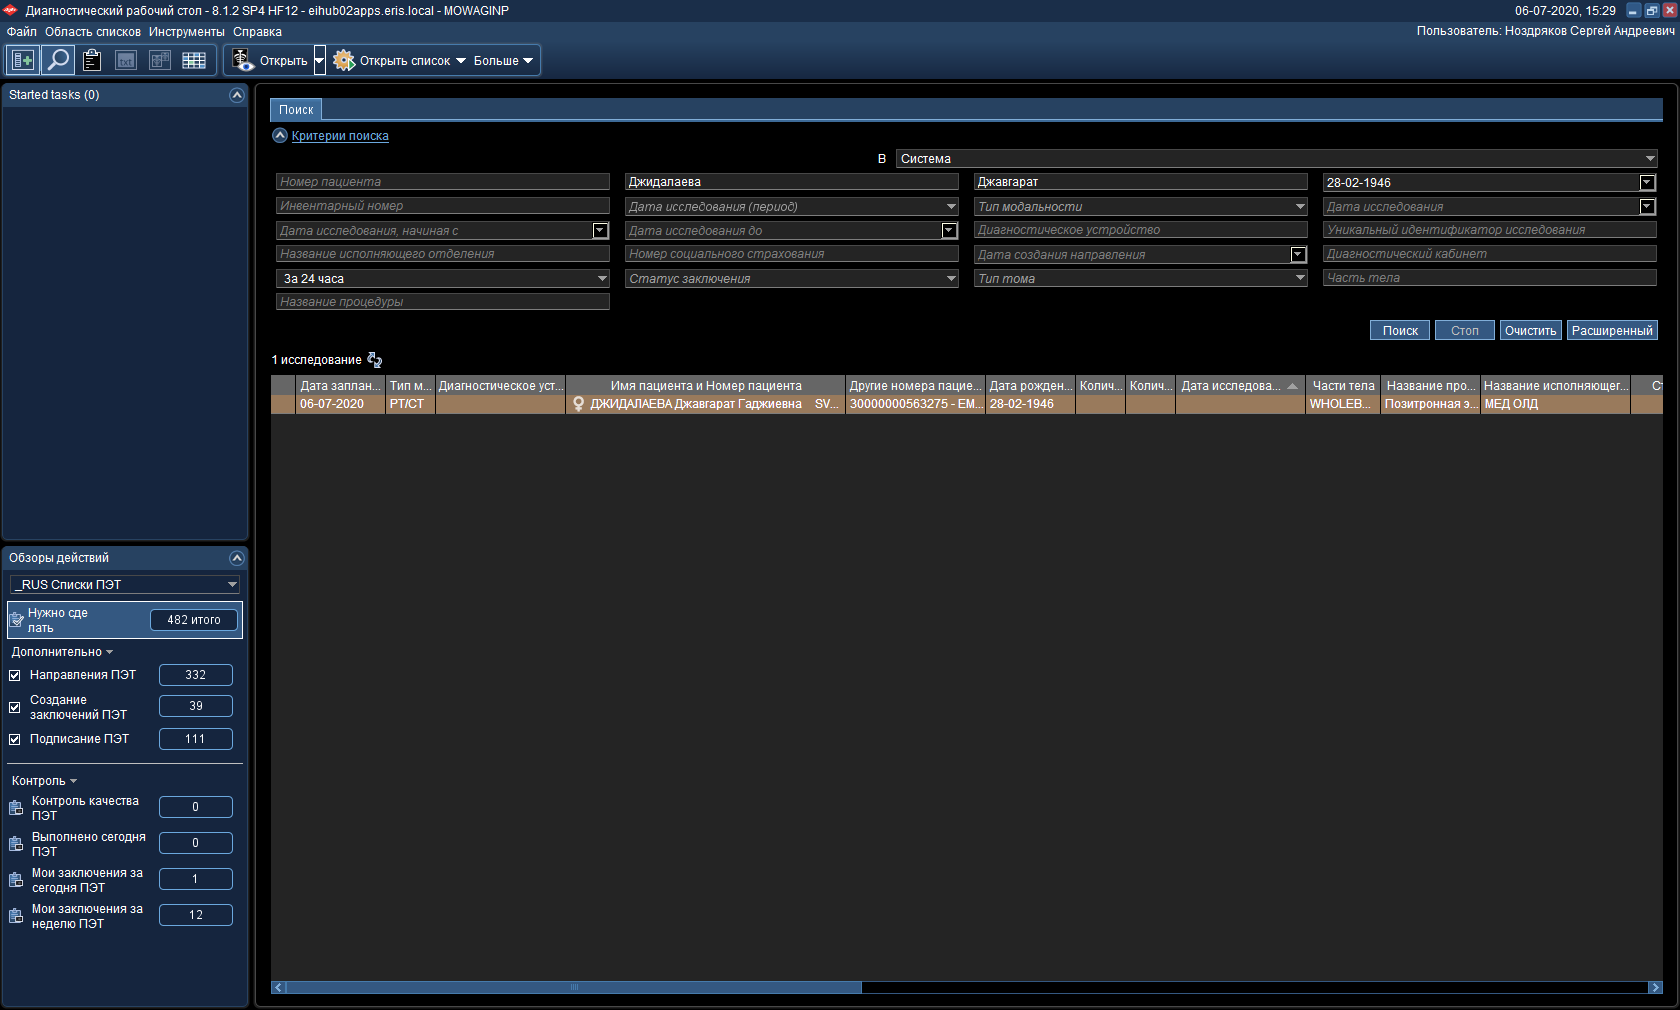 Диагностический рабочий стол - 8.1.2 SP4 HF12 - eihub02apps.eris.local - MOWAGINP
06-07-2020, 15:29
Файл Область списков Инструменты Справка
Пользователь: Ноздряков Сергей Андреевич
Открыть Открыть список Больше
Started tasks (0)
Поиск
Критерии поиска
В Система
Номер пациента Джидалаева Джавгарат 28-02-1946
Инвентарный номер Дата исследования (период) Тип модальности Дата исследования
Дата исследования, начиная с Дата исследования до Диагностическое устройство Уникальный идентификатор исследования
Название исполняющего отделения Номер социального страхования Дата создания направления Диагностический кабинет
За 24 часа Статус заключения Тип тома Часть тела
Название процедуры
Поиск Стоп Очистить Расширенный
1 исследование
Дата заплан... Тип м... Диагностическое уст... Имя пациента и Номер пациента Другие номера пацие... Дата рожден... Колич... Колич... Дата исследова... Части тела Название про... Название исполняющег... С
06-07-2020 PT/CT ДЖИДАЛАЕВА Джавгарат Гаджиевна SV... 30000000563275 - EM... 28-02-1946 WHOLEB... Позитронная э... МЕД ОЛД
Обзоры действий
_RUS Списки ПЭТ
Нужно сде
лать
482 итого
Дополнительно
Направления ПЭТ 332
Создание
заключений ПЭТ
39
Подписание ПЭТ 111
Контроль
Контроль качества
ПЭТ
0
Выполнено сегодня
ПЭТ
0
Мои заключения за
сегодня ПЭТ
1
Мои заключения за
неделю ПЭТ
12